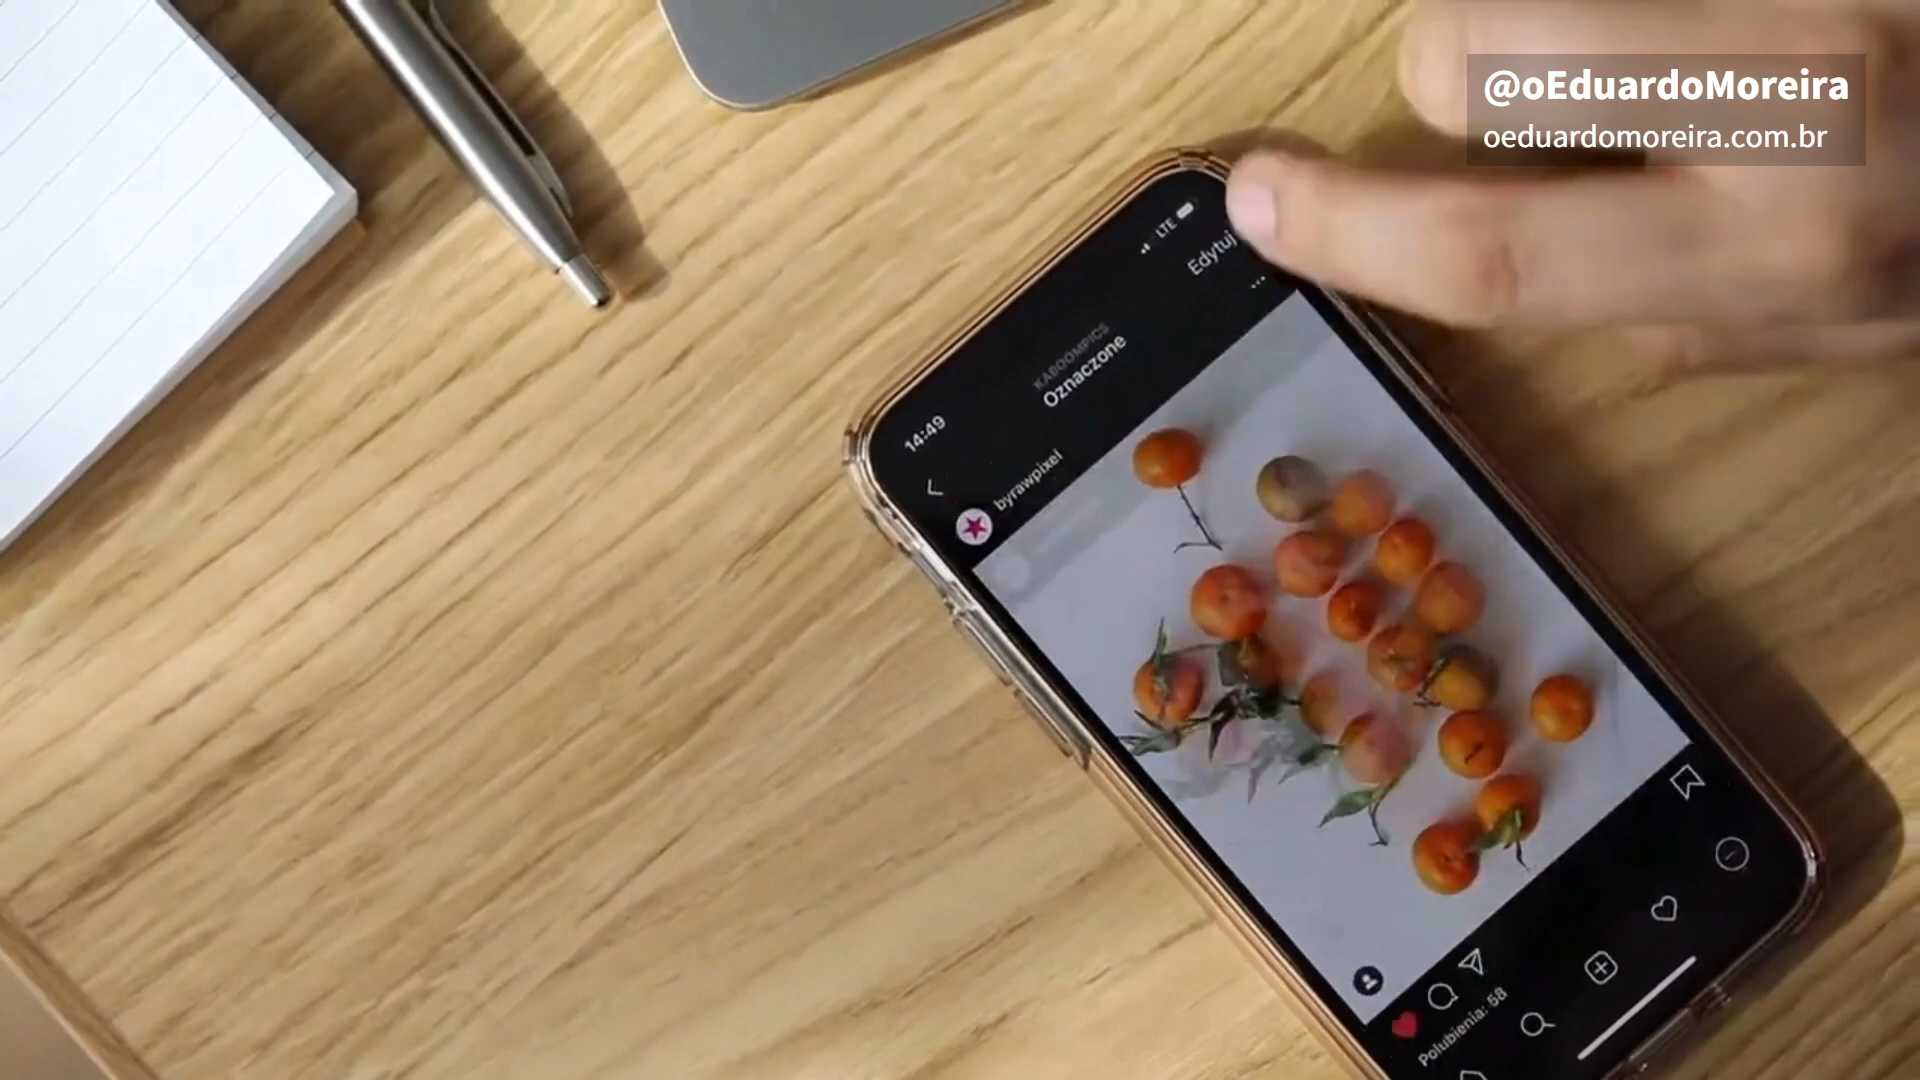 @oEduardoMoreira
oeduardomoreira.com.br
LTE
Edytuj
14:49
KABOOMPICS
Oznaczone
byrawpixel
Polubienia: 58